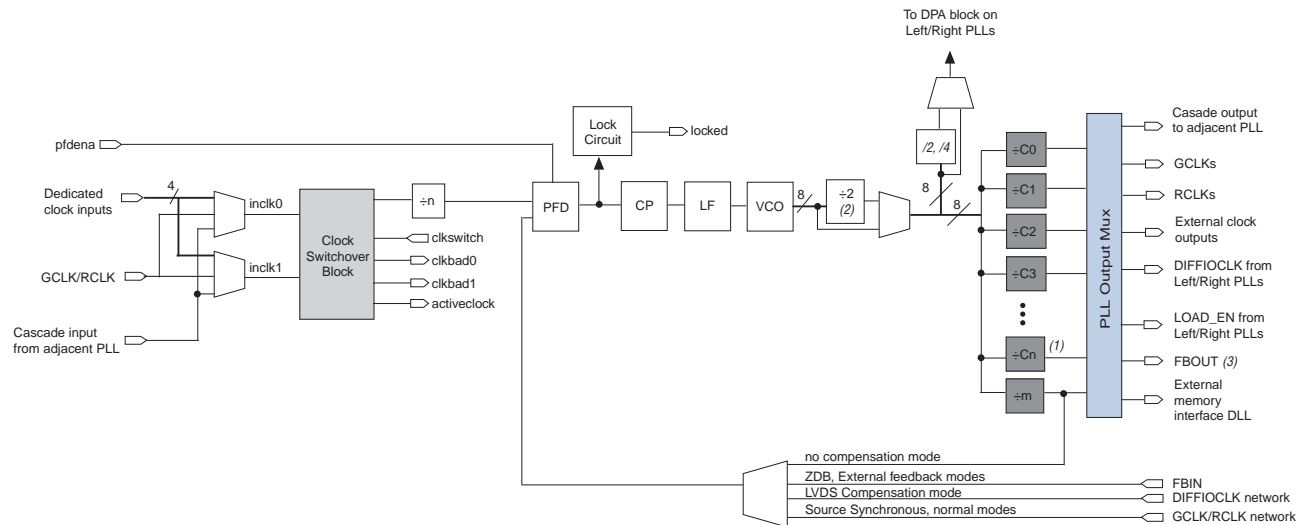 To DPA block on
Left/Right PLLs
Lock
Circuit
locked
Casade output
to adjacent PLL
pfdena
/2, /4
÷C0
GCLKs
Dedicated
clock inputs
4
inclk0
÷n
PFD
CP
LF
VCO
8
÷2
(2)
8
8
÷C1
RCLKs
Clock
Switchover
Block
clkswitch
÷C2
PLL Output Mux
External clock
outputs
GCLK/RCLK
inclk1
clkbad0
clkbad1
÷C3
DIFFIOCLK from
Left/Right PLLs
activeclock
Cascade input
from adjacent PLL
LOAD_EN from
Left/Right PLLs
÷Cn
(1)
FBOUT (3)
÷m
External
memory
interface DLL
no compensation mode
ZDB, External feedback modes
FBIN
LVDS Compensation mode
DIFFIOCLK network
Source Synchronous, normal modes
GCLK/RCLK network